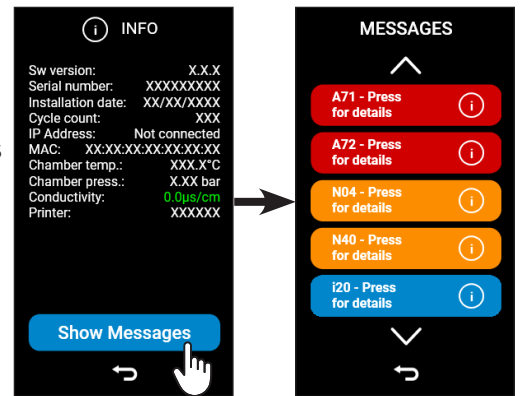 INFO
Sw version: X.X.X
Serial number: XXXXXXXXX
Installation date: XX/XX/XXXX
Cycle count: XXX
IP Address: Not connected
MAC: XX:XX:XX:XX:XX:XX:XX
Chamber temp.: XXX.X°C
Chamber press.: X.XX bar
Conductivity: 0.0µs/cm
Printer: XXXXXX
Show Messages
MESSAGES
A71 - Press
for details
A72 - Press
for details
N04 - Press
for details
N40 - Press
for details
i20 - Press
for details